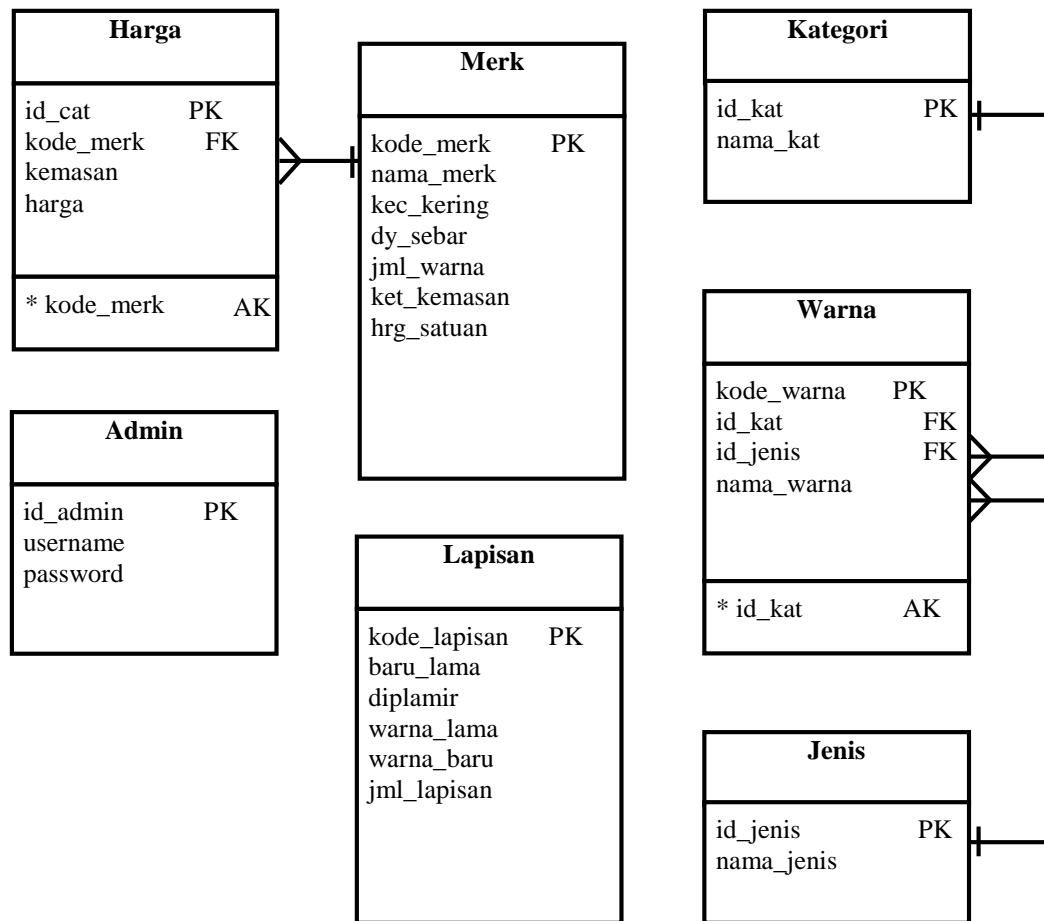 Harga
id_cat PK
kode_merk FK
kemasan
harga
* kode_merk AK
Merk
kode_merk PK
nama_merk
kec_kering
dy_sebar
jml_warna
ket_kemasan
hrg_satuan
Kategori
id_kat PK
nama_kat
Warna
kode_warna PK
id_kat FK
id_jenis FK
nama_warna
* id_kat AK
Admin
id_admin PK
username
password
Lapisan
kode_lapisan PK
baru_lama
diplamir
warna_lama
warna_baru
jml_lapisan
Jenis
id_jenis PK
nama_jenis